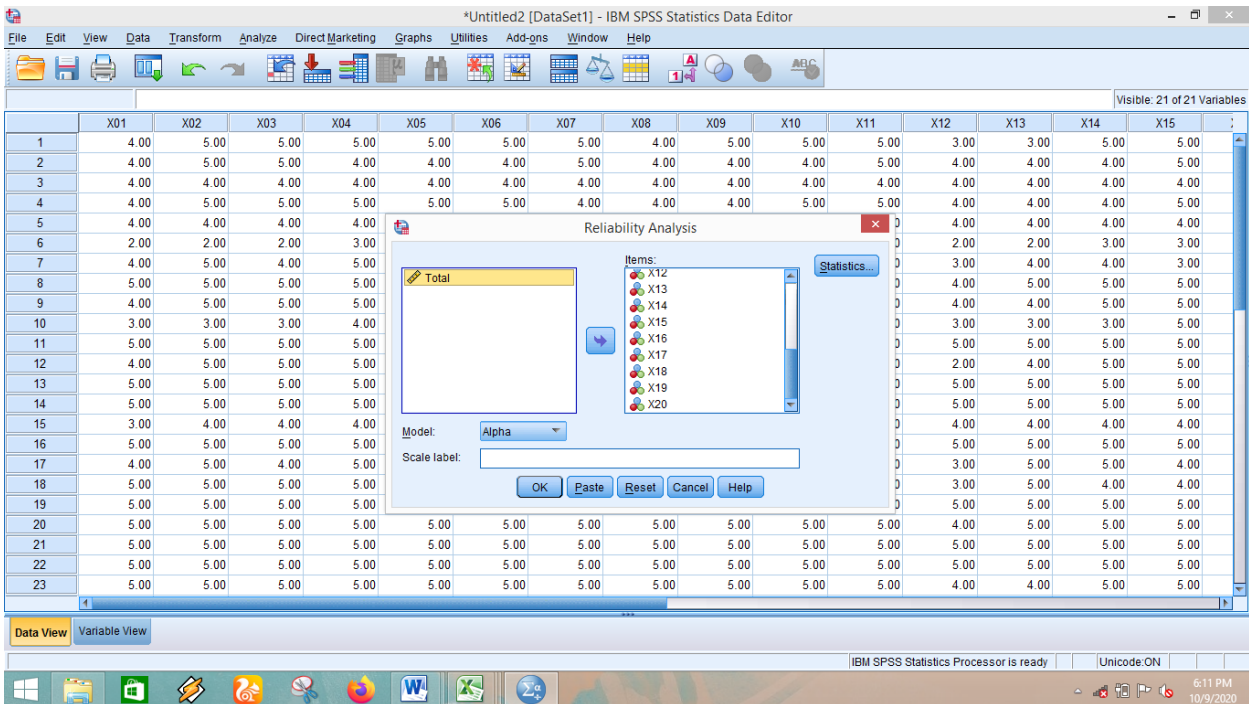 *Untitled2 [DataSet1] - IBM SPSS Statistics Data Editor
File Edit View Data Transform Analyze Direct Marketing Graphs Utilities Add-ons Window Help
Visible: 21 of 21 Variables
X01 X02 X03 X04 X05 X06 X07 X08 X09 X10 X11 X12 X13 X14 X15
1 4.00 5.00 5.00 5.00 5.00 5.00 5.00 4.00 5.00 5.00 5.00 3.00 3.00 5.00 5.00
2 4.00 5.00 5.00 4.00 4.00 4.00 5.00 4.00 4.00 4.00 5.00 4.00 4.00 4.00 5.00
3 4.00 4.00 4.00 4.00 4.00 4.00 4.00 4.00 4.00 4.00 4.00 4.00 4.00 4.00 4.00
4 4.00 5.00 5.00 5.00 5.00 5.00 4.00 4.00 4.00 5.00 5.00 4.00 4.00 4.00 4.00
5 4.00 4.00 4.00 4.00 4.00 4.00 4.00 4.00
6 2.00 2.00 2.00 3.00 2.00 2.00 3.00 3.00
7 4.00 5.00 4.00 5.00 3.00 4.00 4.00 3.00
8 5.00 5.00 5.00 5.00 4.00 5.00 5.00 5.00
9 4.00 5.00 5.00 5.00 4.00 4.00 5.00 5.00
10 3.00 3.00 3.00 4.00 3.00 3.00 3.00 5.00
11 5.00 5.00 5.00 5.00 5.00 5.00 5.00 5.00
12 4.00 5.00 5.00 5.00 2.00 4.00 5.00 5.00
13 5.00 5.00 5.00 5.00 5.00 5.00 5.00 5.00
14 5.00 5.00 5.00 5.00 5.00 5.00 5.00 5.00
15 3.00 4.00 4.00 4.00 4.00 4.00 4.00 4.00
16 5.00 5.00 5.00 5.00 5.00 5.00 5.00 5.00
17 4.00 5.00 4.00 5.00 3.00 5.00 5.00 4.00
18 5.00 5.00 5.00 5.00 3.00 5.00 4.00 4.00
19 5.00 5.00 5.00 5.00 5.00 5.00 5.00 5.00
20 5.00 5.00 5.00 5.00 5.00 5.00 5.00 5.00 5.00 5.00 5.00 4.00 5.00 5.00 5.00
21 5.00 5.00 5.00 5.00 5.00 5.00 5.00 5.00 5.00 5.00 5.00 5.00 5.00 5.00 5.00
22 5.00 5.00 5.00 5.00 5.00 5.00 5.00 5.00 5.00 5.00 5.00 5.00 5.00 5.00 5.00
23 5.00 5.00 5.00 5.00 5.00 5.00 5.00 5.00 5.00 5.00 5.00 4.00 4.00 5.00 5.00
Reliability Analysis
Items:
Total
X12
X13
X14
X15
X16
X17
X18
X19
X20
Statistics...
Model: Alpha
Scale label:
OK Paste Reset Cancel Help
Data View Variable View
IBM SPSS Statistics Processor is ready Unicode:ON
6:11 PM
10/9/2020